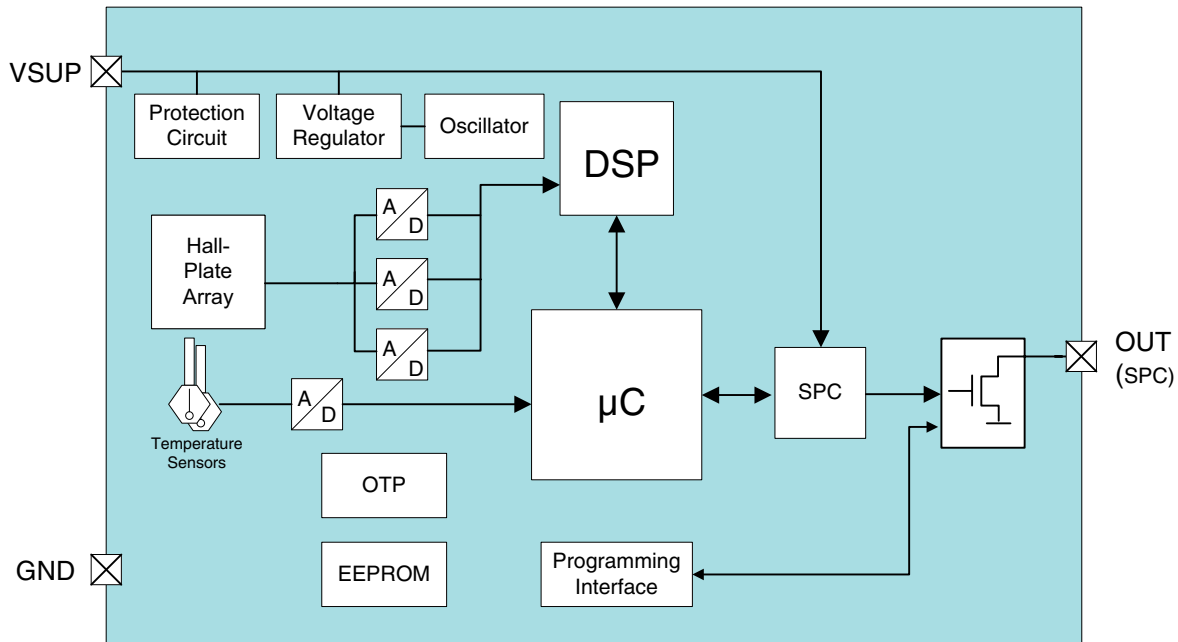 VSUP
Protection
Circuit
Voltage
Regulator
Oscillator
DSP
Hall-
Plate
Array
A
D
A
D
A
D
Temperature
Sensors
A
D
µC
SPC
OUT
(SPC)
OTP
GND
EEPROM
Programming
Interface